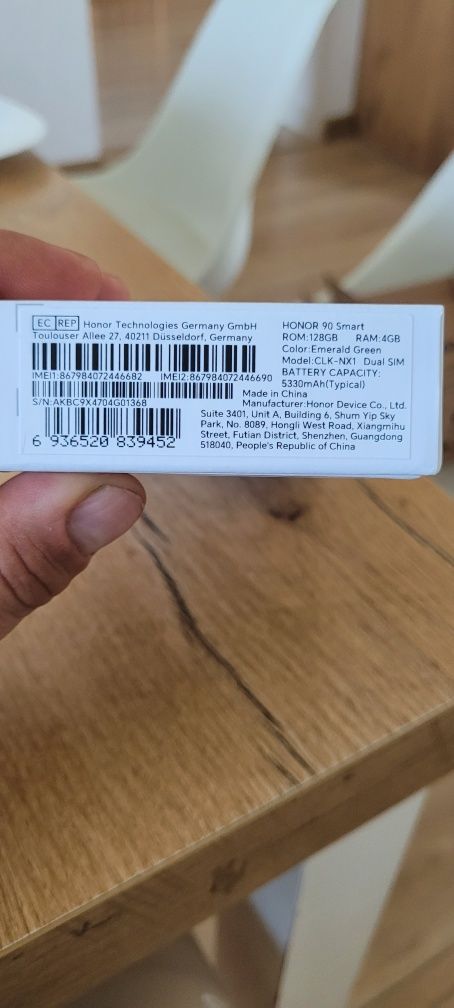 EC REP Honor Technologies Germany GmbH
Toulouser Allee 27, 40211 Düsseldorf, Germany
IMEI1:867984072446682 IMEI2:867984072446690
S/N:AKBC9X4704G01368
6 936520 839452
HONOR 90 Smart
ROM:128GB RAM:4GB
Color:Emerald Green
Model:CLK-NX1 Dual SIM
BATTERY CAPACITY:
5330mAh(Typical)
Made in China
Manufacturer:Honor Device Co., Ltd.
Suite 3401, Unit A, Building 6, Shum Yip Sky
Park, No. 8089, Hongli West Road, Xiangmihu
Street, Futian District, Shenzhen, Guangdong
518040, People's Republic of China